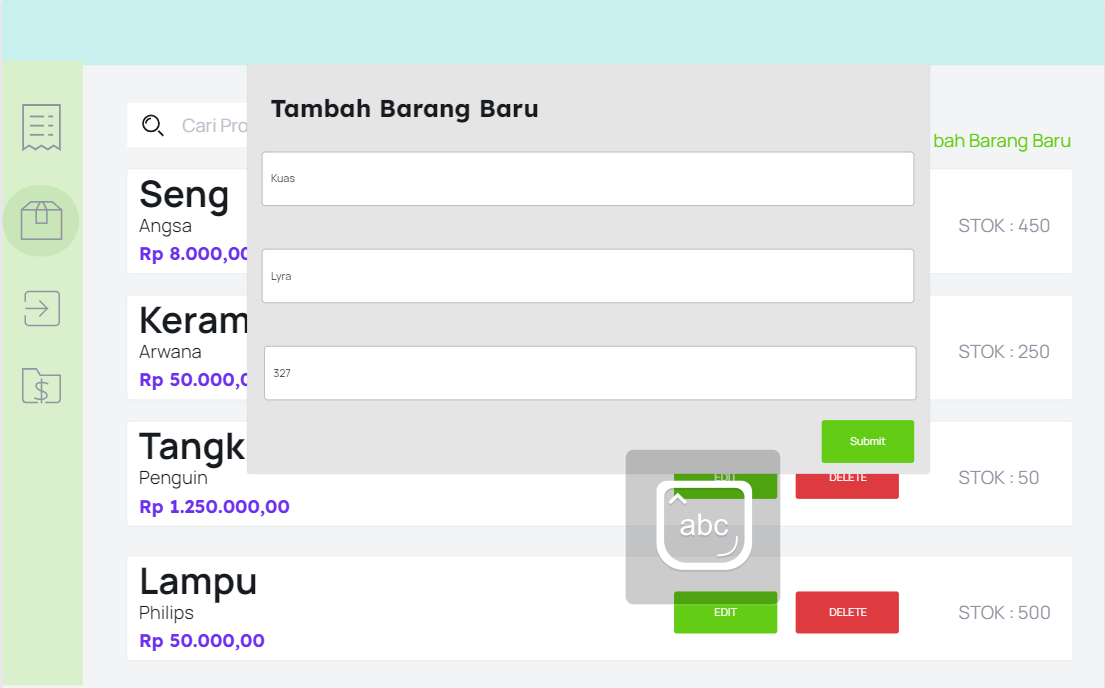 Tambah Barang Baru
Cari Pro
bah Barang Baru
Kuas
Seng
Angsa
STOK : 450
Rp 8.000,00
Lyra
Keram
Arwana
STOK : 250
Rp 50.000,0
327
Submit
Tangk
Penguin
EDIT
DELETE
STOK : 50
Rp 1.250.000,00
abc
Lampu
Philips
EDIT
DELETE
STOK : 500
Rp 50.000,00